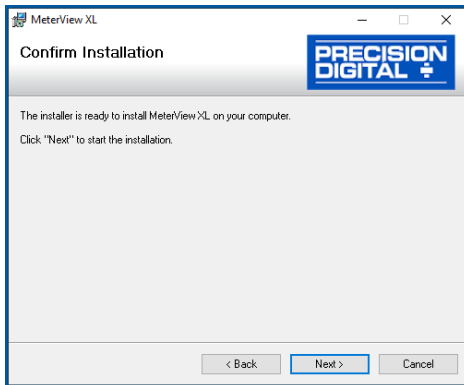 MeterView XL
Confirm Installation
PRECISION
DIGITAL
The installer is ready to install MeterView XL on your computer.
Click "Next" to start the installation.
< Back
Next >
Cancel